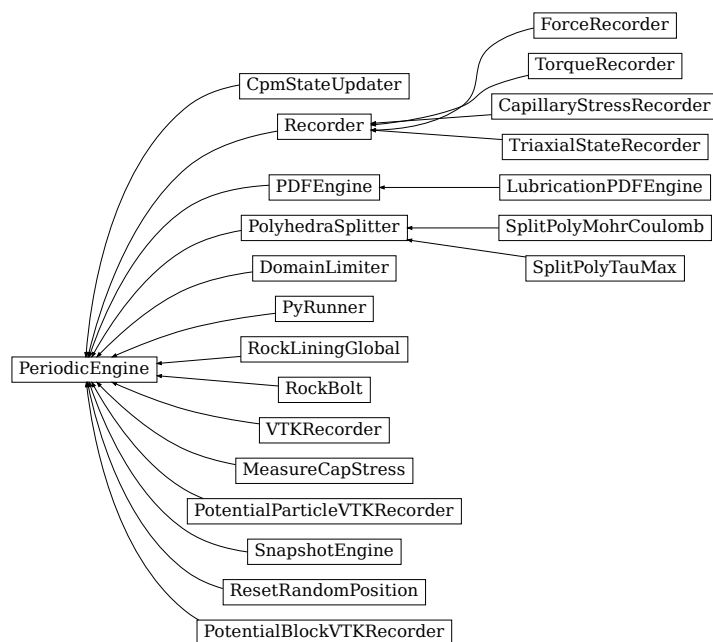 ForceRecorder
TorqueRecorder
CpmStateUpdater
CapillaryStressRecorder
Recorder
TriaxialStateRecorder
PDFEngine
LubricationPDFEngine
PolyhedraSplitter
SplitPolyMohrCoulomb
DomainLimiter
SplitPolyTauMax
PyRunner
RockLiningGlobal
PeriodicEngine
RockBolt
VTKRecorder
MeasureCapStress
PotentialParticleVTKRecorder
SnapshotEngine
ResetRandomPosition
PotentialBlockVTKRecorder